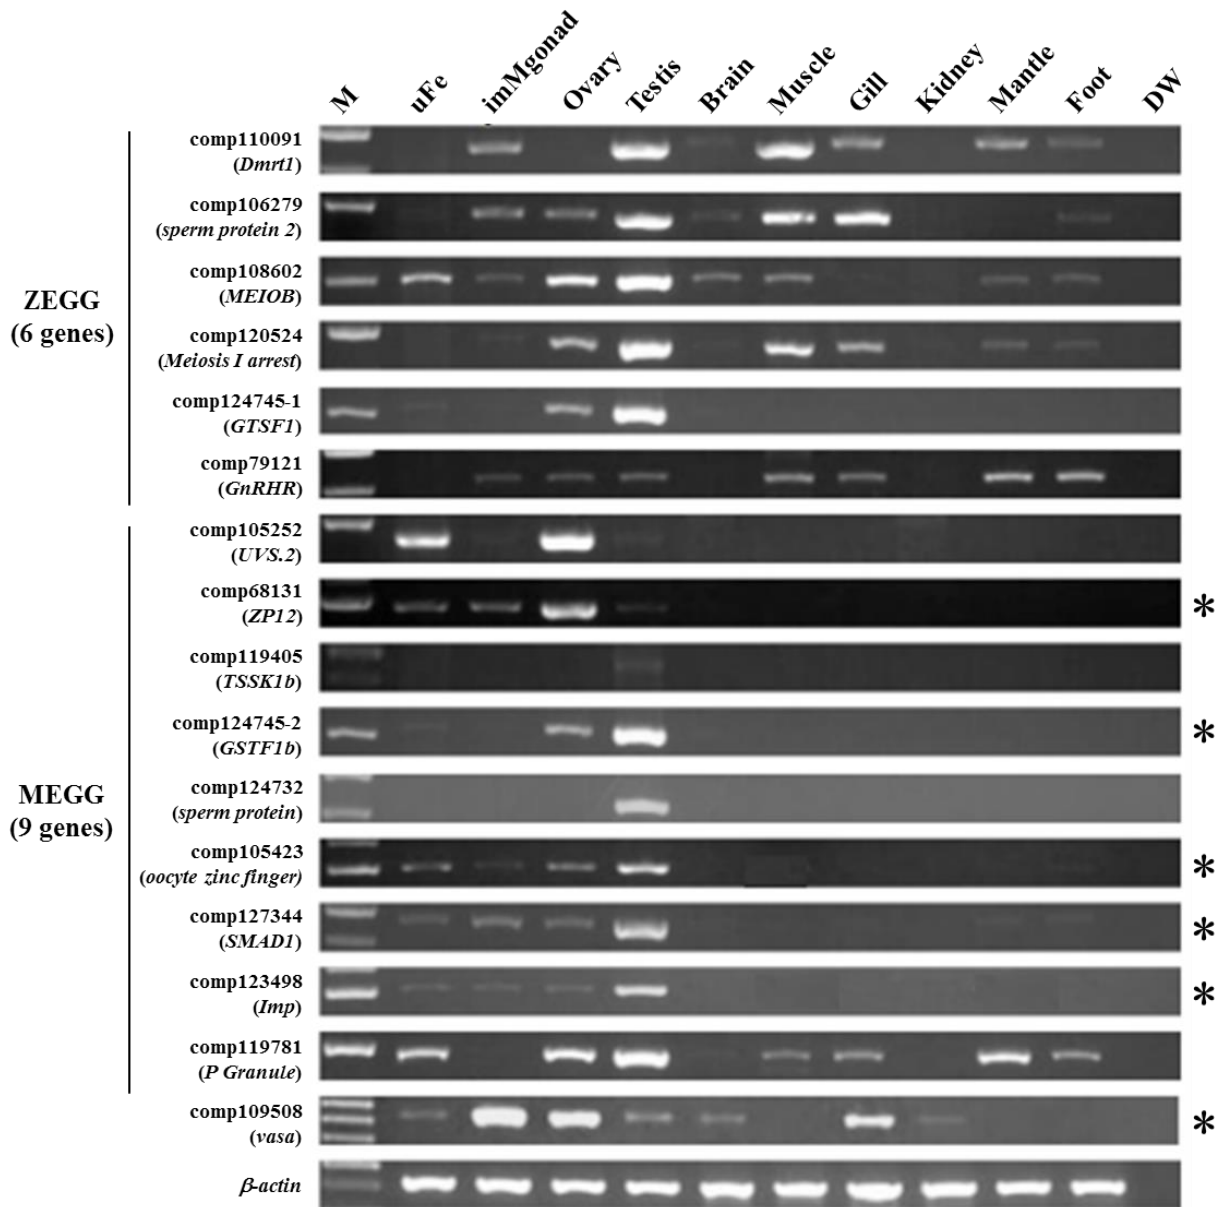 M uFe imMgonad Ovary Testis Brain Muscle Gill Kidney Mantle Foot DW
comp110091
(Dmrt1)
comp106279
(sperm protein 2)
comp108602
(MEIOB)
ZEGG
(6 genes)
comp120524
(Meiosis I arrest)
comp124745-1
(GTSF1)
comp79121
(GnRHR)
comp105252
(UVS.2)
comp68131
(ZP12) *
comp119405
(TSSK1b)
comp124745-2
(GSTF1b) *
MEGG
(9 genes)
comp124732
(sperm protein)
comp105423
(oocyte zinc finger) *
comp127344
(SMAD1) *
comp123498
(Imp) *
comp119781
(P Granule)
comp109508
(vasa) *
β-actin